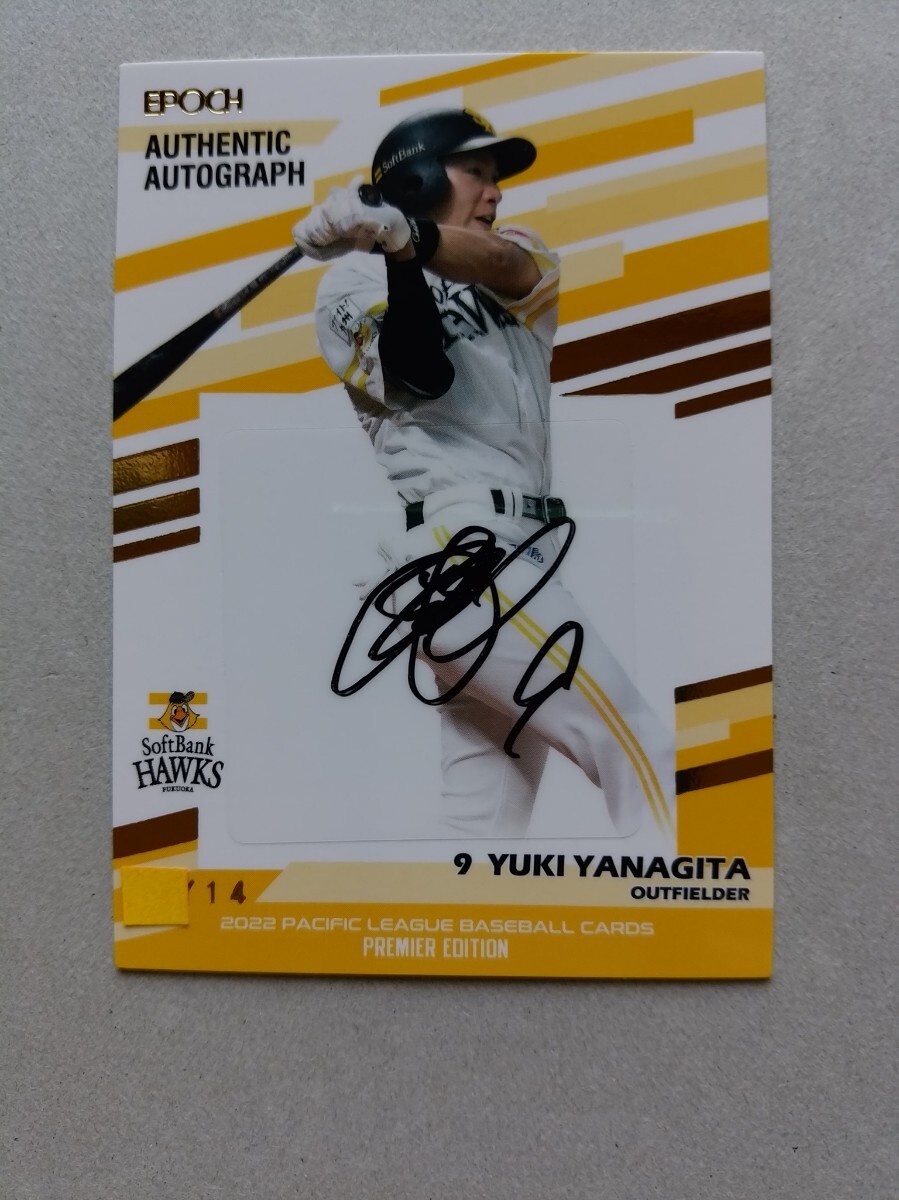 EPOCH
AUTHENTIC
AUTOGRAPH
SoftBank
SoftBank
HAWKS
FUKUOKA
9 YUKI YANAGITA
OUTFIELDER
/14
2022 PACIFIC LEAGUE BASEBALL CARDS
PREMIER EDITION